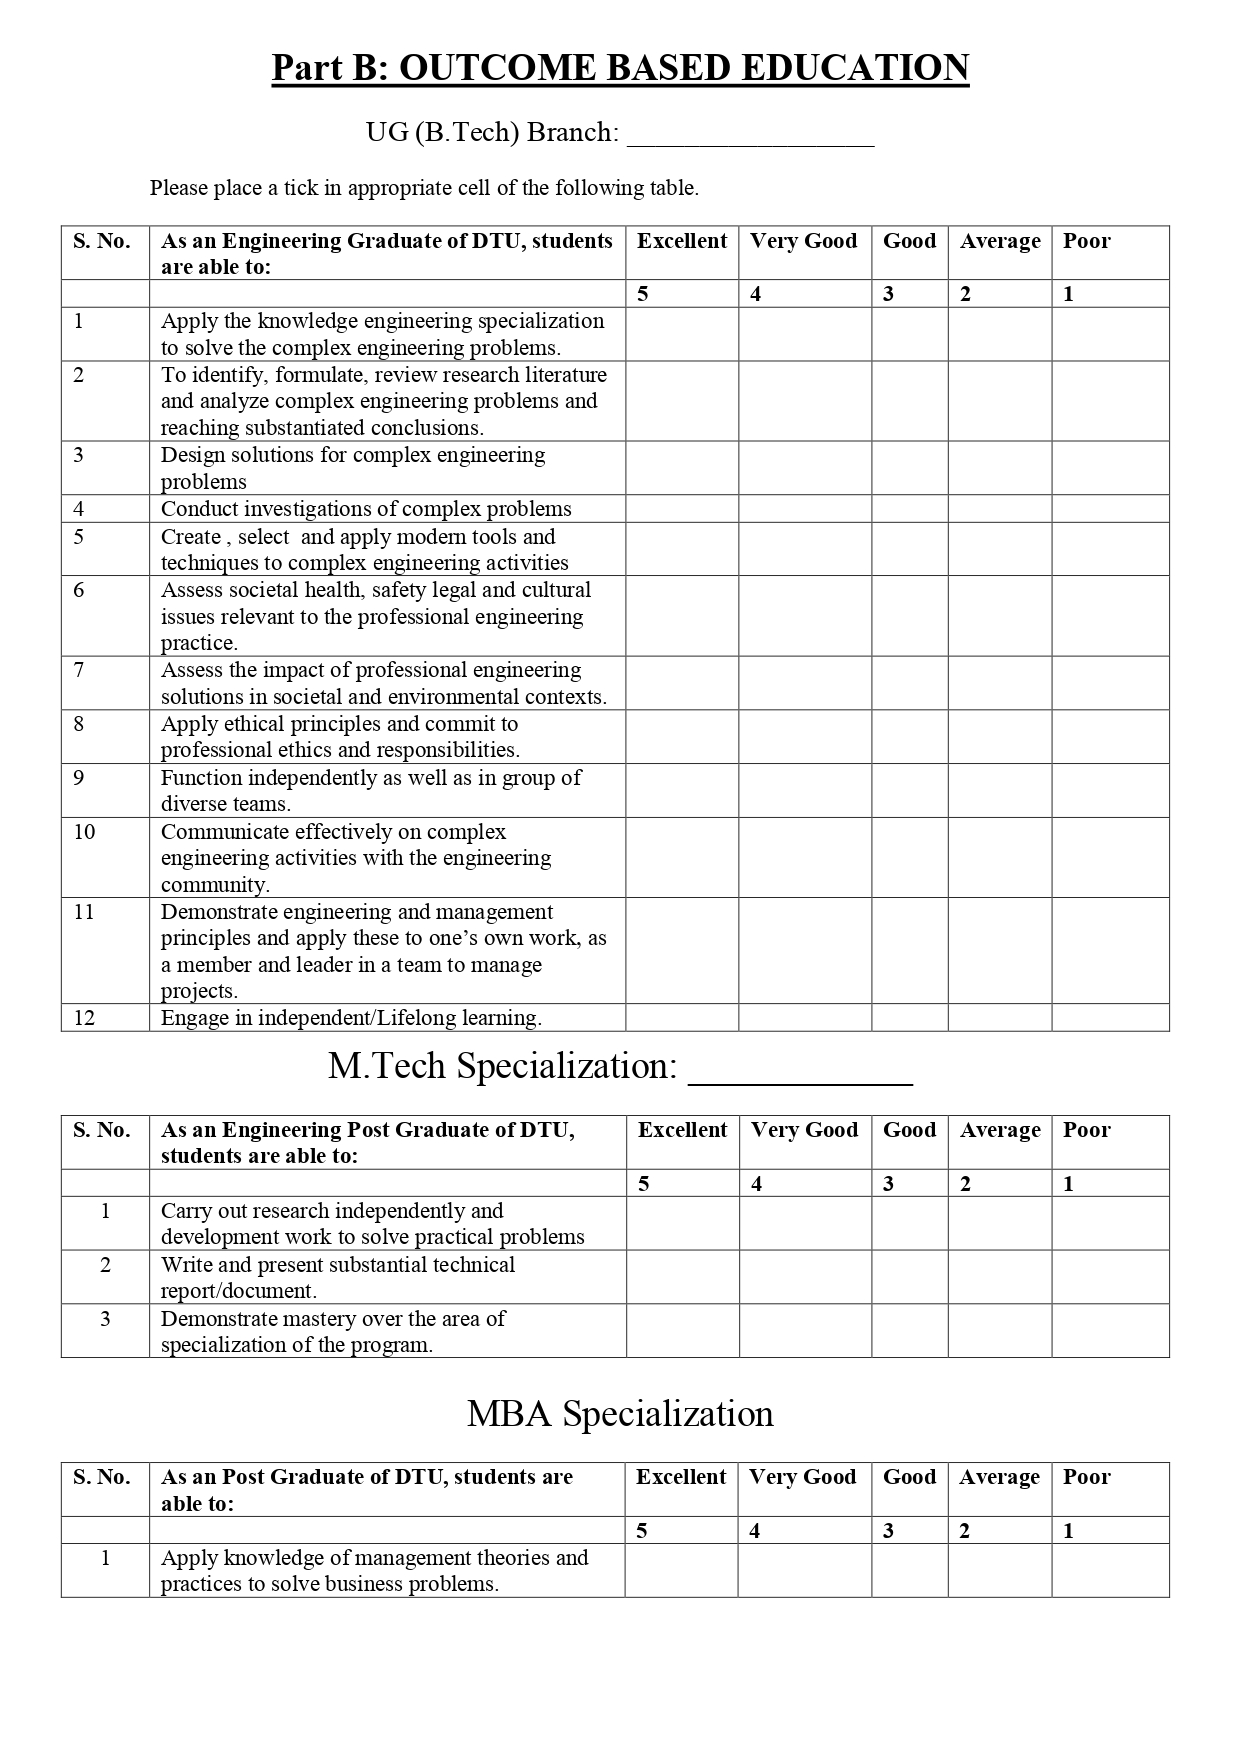 Part B: OUTCOME BASED EDUCATION
UG (B.Tech) Branch: _________________
Please place a tick in appropriate cell of the following table.
S. No. As an Engineering Graduate of DTU, students Excellent Very Good Good Average Poor
are able to:
5 4 3 2 1
1 Apply the knowledge engineering specialization
to solve the complex engineering problems.
2 To identify, formulate, review research literature
and analyze complex engineering problems and
reaching substantiated conclusions.
3 Design solutions for complex engineering
problems
4 Conduct investigations of complex problems
5 Create , select  and apply modern tools and
techniques to complex engineering activities
6 Assess societal health, safety legal and cultural
issues relevant to the professional engineering
practice.
7 Assess the impact of professional engineering
solutions in societal and environmental contexts.
8 Apply ethical principles and commit to
professional ethics and responsibilities.
9 Function independently as well as in group of
diverse teams.
10 Communicate effectively on complex
engineering activities with the engineering
community.
11 Demonstrate engineering and management
principles and apply these to one’s own work, as
a member and leader in a team to manage
projects.
12 Engage in independent/Lifelong learning.
M.Tech Specialization: ____________
S. No. As an Engineering Post Graduate of DTU, Excellent Very Good Good Average Poor
students are able to:
5 4 3 2 1
1 Carry out research independently and
development work to solve practical problems
2 Write and present substantial technical
report/document.
3 Demonstrate mastery over the area of
specialization of the program.
MBA Specialization
S. No. As an Post Graduate of DTU, students are Excellent Very Good Good Average Poor
able to:
5 4 3 2 1
1 Apply knowledge of management theories and
practices to solve business problems.